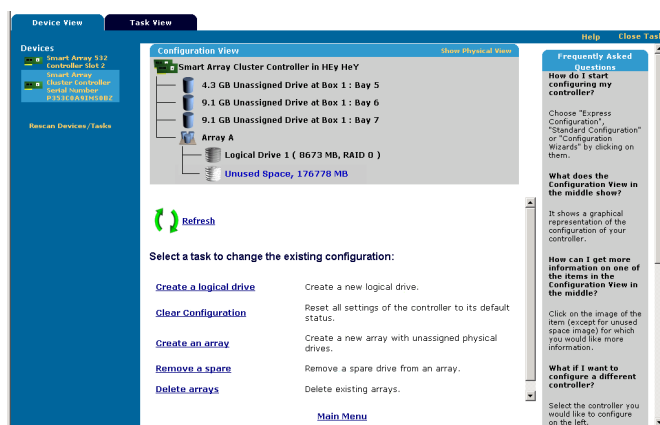 Device View
Task View
Help
Close Tas
Devices
Smart Array 532
Controller Slot 2
Smart Array
Cluster Controller
Serial Number
Rescan Devices/Tasks
Configuration View
Show Physical View
Smart Array Cluster Controller in HEy HeY
4.3 GB Unassigned Drive at Box 1 : Bay 5
9.1 GB Unassigned Drive at Box 1 : Bay 6
9.1 GB Unassigned Drive at Box 1 : Bay 7
Array A
Logical Drive 1 ( 8673 MB, RAID 0 )
Unused Space, 176778 MB
Refresh
Select a task to change the existing configuration:
Create a logical drive
Create a new logical drive.
Clear Configuration
Reset all settings of the controller to its default
status.
Create an array
Create a new array with unassigned physical
drives.
Remove a spare
Remove a spare drive from an array.
Delete arrays
Delete existing arrays.
Main Menu
Frequently Asked
Questions
How do I start
configuring my
controller?
Choose "Express
Configuration",
"Standard Configuration"
or "Configuration
Wizards" by clicking on
them.
What does the
Configuration View in
the middle show?
It shows a graphical
representation of the
configuration of your
controller.
How can I get more
information on one of
the items in the
Configuration View in
the middle?
Click on the image of the
item (except for unused
space image) for which
you would like more
information.
What if I want to
configure a different
controller?
Select the controller you
would like to configure
on the left.